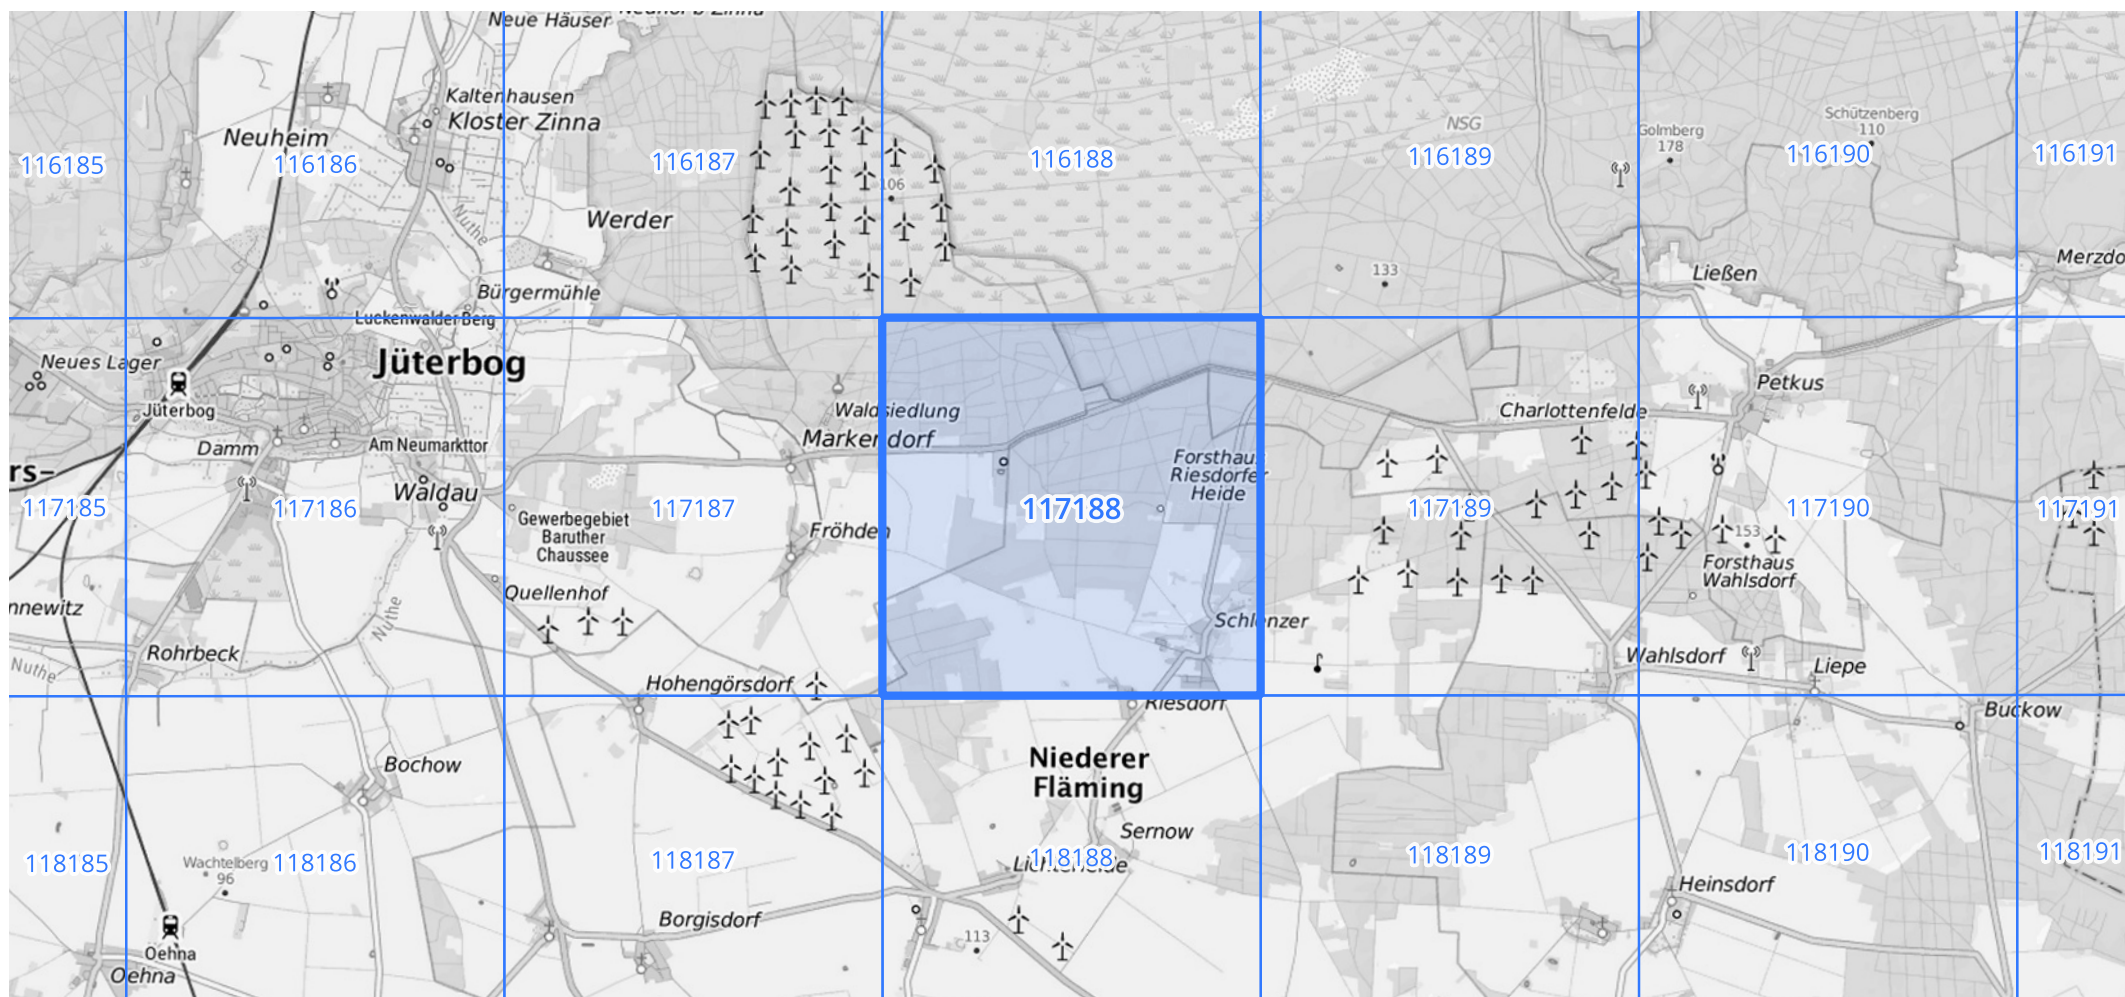 Neue Häuser
Kaltenhausen
Kloster Zinna
Neuheim
116185
116186
116187
116188
116189
116190
116191
NSG
Golmberg
178
Schützenberg
110
106
Nuthe
Werder
133
Ließen
Merzdo
Bürgermühle
Luckenwalder Berg
Neues Lager
Jüterbog
Jüterbog
Petkus
Waldsiedlung
Charlottenfelde
Markendorf
Damm
Am Neumarkttor
rs-
Waldau
Forsthaus
Riesdorfer
Heide
117185
117186
117187
117188
117189
117190
117191
Gewerbegebiet
Baruther
Chaussee
Fröhden
153
Forsthaus
Wahlsdorf
Quellenhof
nnewitz
Nuthe
Schlenzer
Rohrbeck
Nuthe
Wahlsdorf
Liepe
Hohengörsdorf
Riesdorf
Buckow
Niederer
Fläming
Bochow
Sernow
Wachtelberg
96
118185
118186
118187
118188
118189
118190
118191
Heinsdorf
Borgisdorf
113
Oehna
Oehna